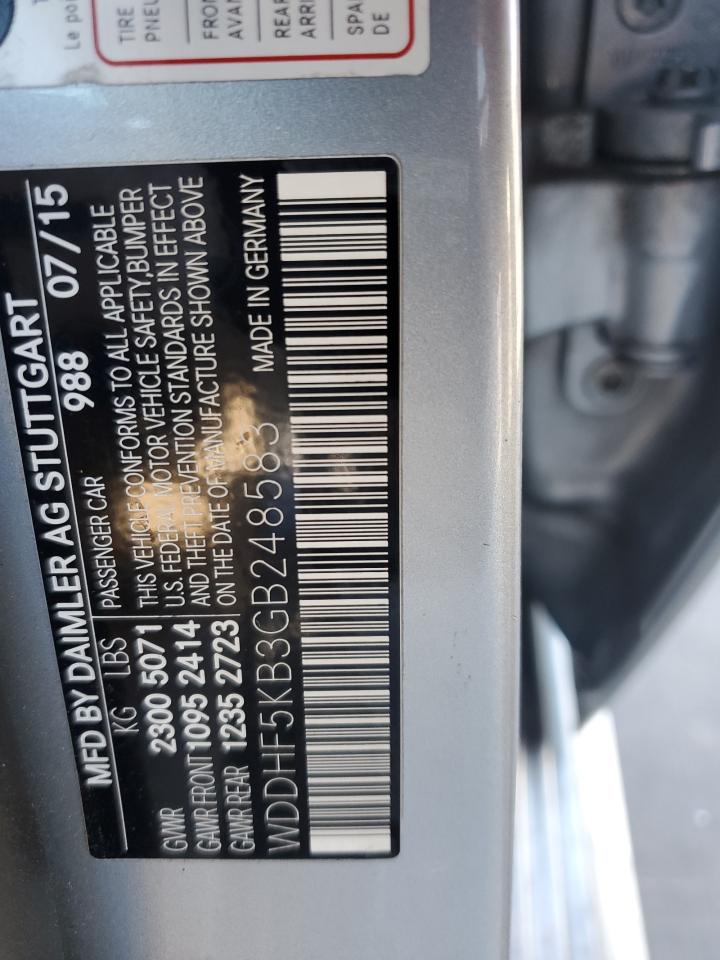 Le
TIRE
PNEU
FRON
AVAN
REAR
ARRI
SPA
DE
MFD BY DAIMLER AG STUTTGART
KG LBS 988 07/15
PASSENGER CAR
GVWR 2300 5071
GAWR FRONT 1095 2414
GAWR REAR 1235 2723
THIS VEHICLE CONFORMS TO ALL APPLICABLE
U.S. FEDERAL MOTOR VEHICLE SAFETY,BUMPER
AND THEFT PREVENTION STANDARDS IN EFFECT
ON THE DATE OF MANUFACTURE SHOWN ABOVE
WDDHF5KB3GB248583 MADE IN GERMANY